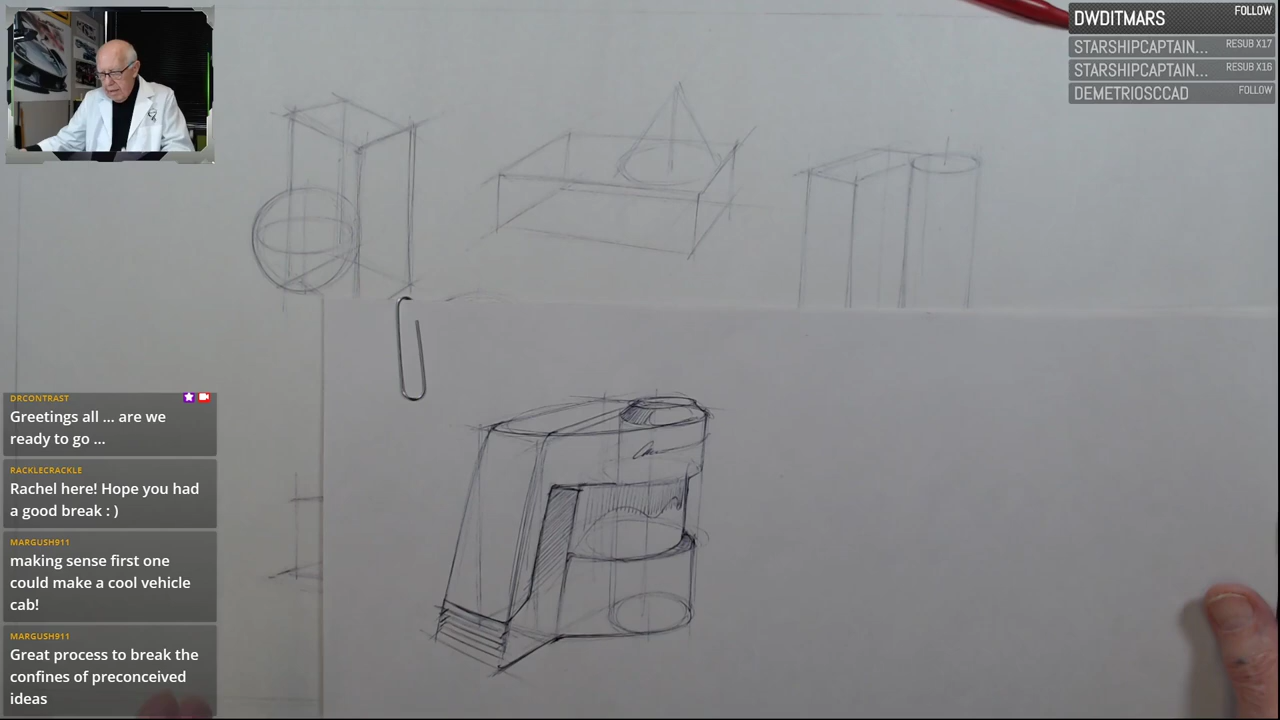 DWDITMARS
FOLLOW
STARSHIPCAPTAIN...
RESUB X17
STARSHIPCAPTAIN...
RESUB X16
DEMETRIOSCCAD
FOLLOW
DRCONTRAST
Greetings all ... are we
ready to go ...
RACKLECRACKLE
Rachel here! Hope you had
a good break : )
MARGUSH911
making sense first one
could make a cool vehicle
cab!
MARGUSH911
Great process to break the
confines of preconceived
ideas